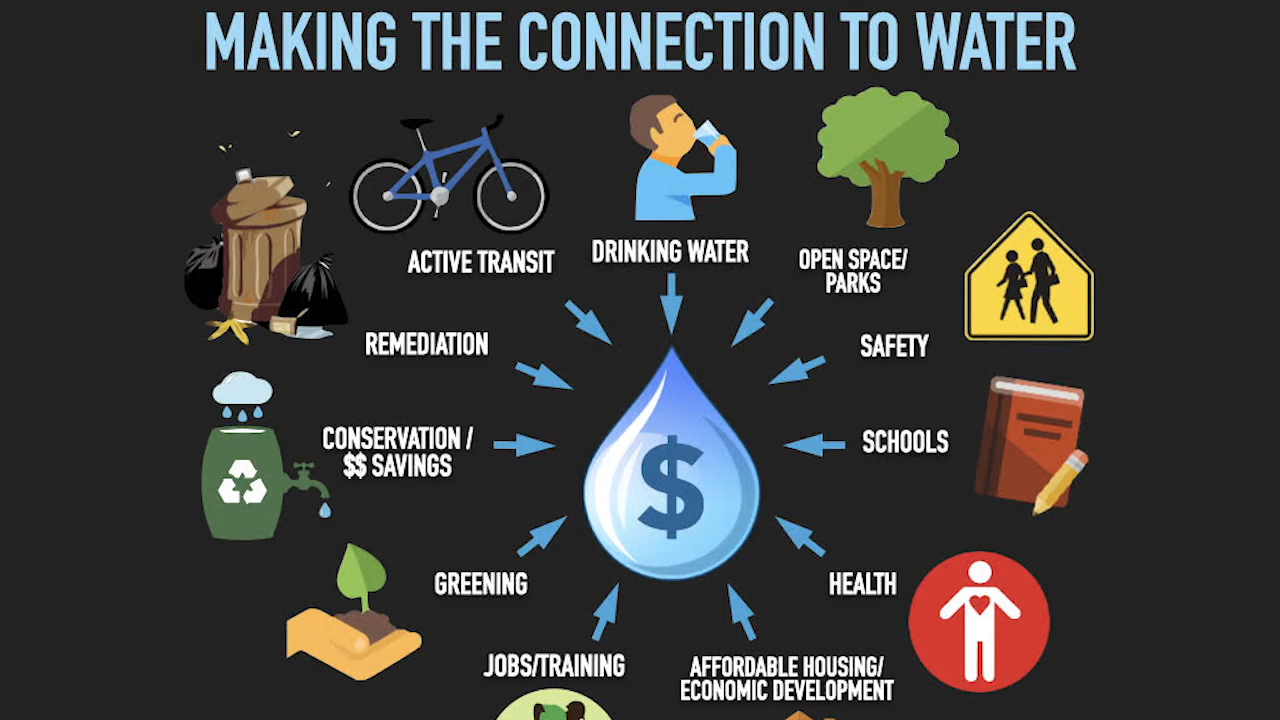 MAKING THE CONNECTION TO WATER
ACTIVE TRANSIT
DRINKING WATER
OPEN SPACE/
PARKS
REMEDIATION
SAFETY
CONSERVATION /
$$ SAVINGS
SCHOOLS
$
GREENING
HEALTH
JOBS/TRAINING
AFFORDABLE HOUSING/
ECONOMIC DEVELOPMENT